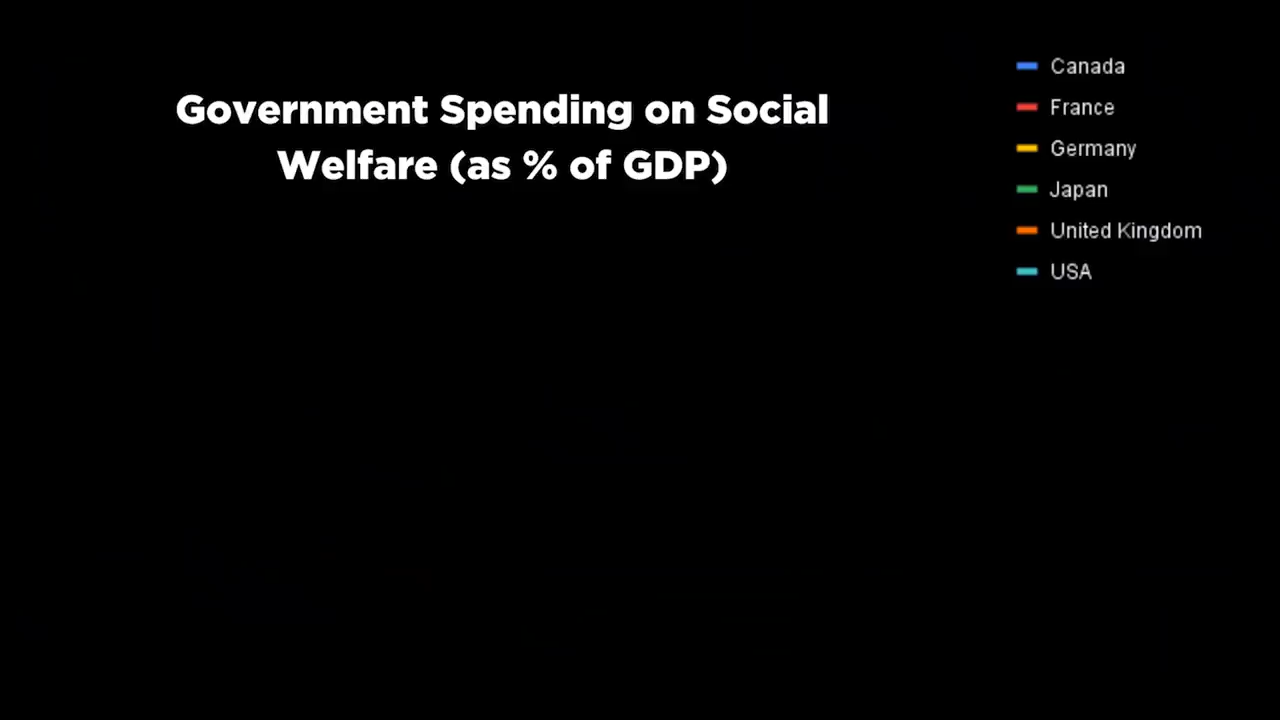 Government Spending on Social
Welfare (as % of GDP)
Canada
France
Germany
Japan
United Kingdom
USA